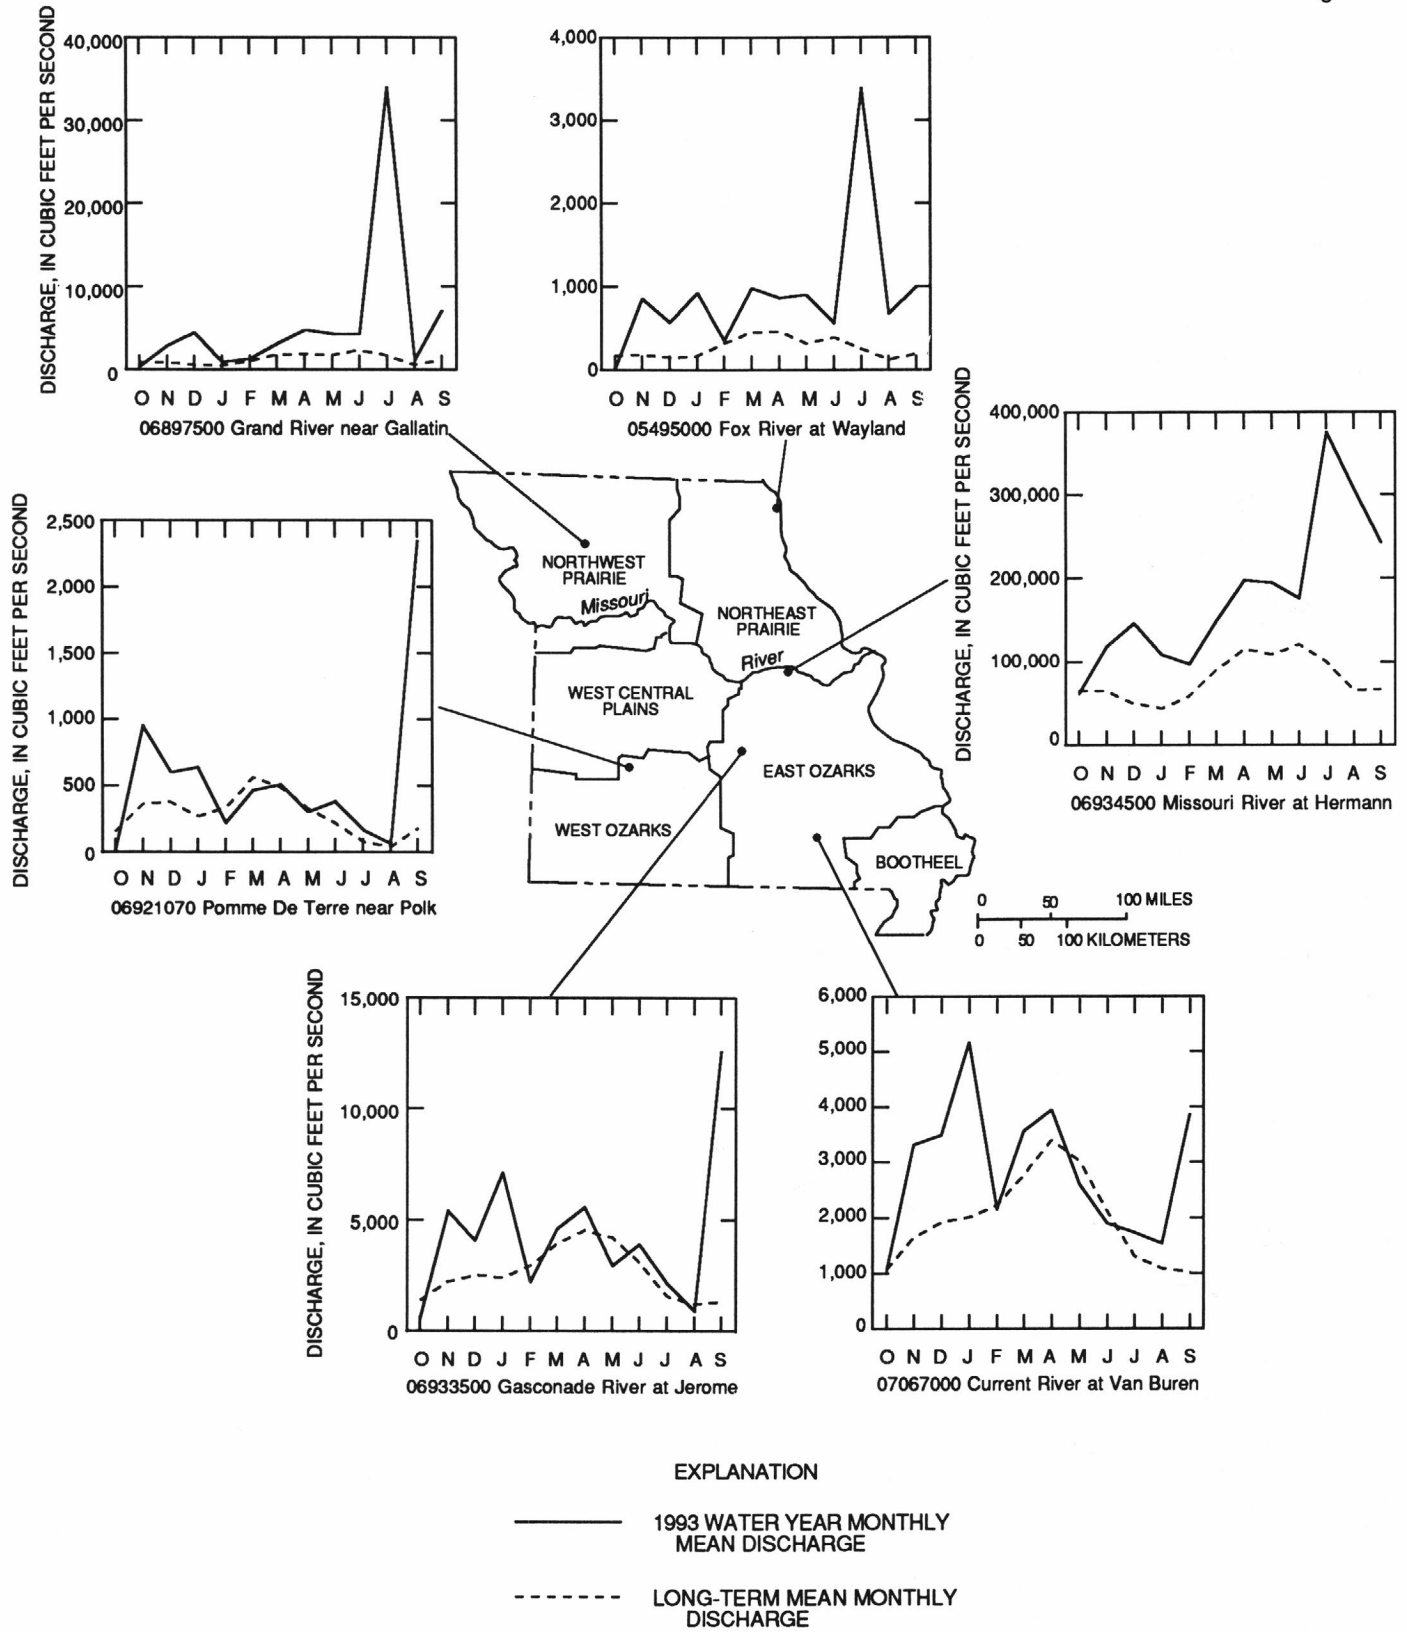 DISCHARGE, IN CUBIC FEET PER SECOND
40,000
30,000
20,000
10,000
0
O N D J F M A M J J A S
06897500 Grand River near Gallatin
4,000
3,000
2,000
1,000
0
O N D J F M A M J J A S
05495000 Fox River at Wayland
DISCHARGE, IN CUBIC FEET PER SECOND
400,000
300,000
200,000
100,000
0
O N D J F M A M J J A S
06934500 Missouri River at Hermann
DISCHARGE, IN CUBIC FEET PER SECOND
2,500
2,000
1,500
1,000
500
0
O N D J F M A M J J A S
06921070 Pomme De Terre near Polk
NORTHWEST
PRAIRIE
Missouri
NORTHEAST
PRAIRIE
River
WEST CENTRAL
PLAINS
EAST OZARKS
WEST OZARKS
BOOTHEEL
0 50 100 MILES
0 50 100 KILOMETERS
DISCHARGE, IN CUBIC FEET PER SECOND
15,000
10,000
5,000
0
O N D J F M A M J J A S
06933500 Gasconade River at Jerome
6,000
5,000
4,000
3,000
2,000
1,000
0
O N D J F M A M J J A S
07067000 Current River at Van Buren
EXPLANATION
1993 WATER YEAR MONTHLY
MEAN DISCHARGE
LONG-TERM MEAN MONTHLY
DISCHARGE